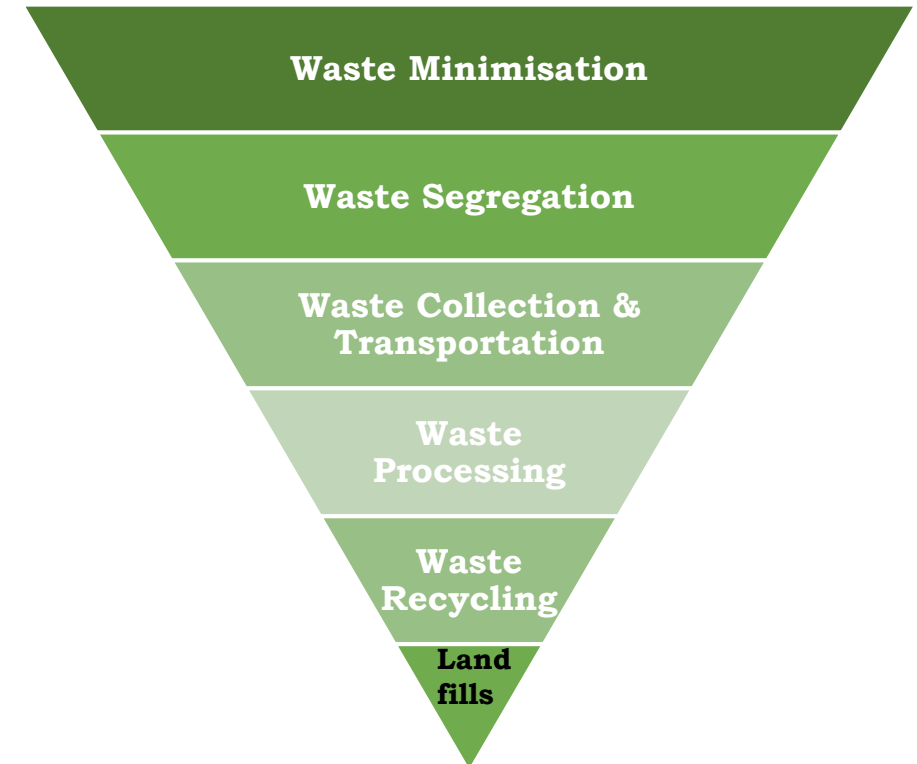 Waste Minimisation
Waste Segregation
Waste Collection &
Transportation
Waste
Processing
Waste
Recycling
Land
fills